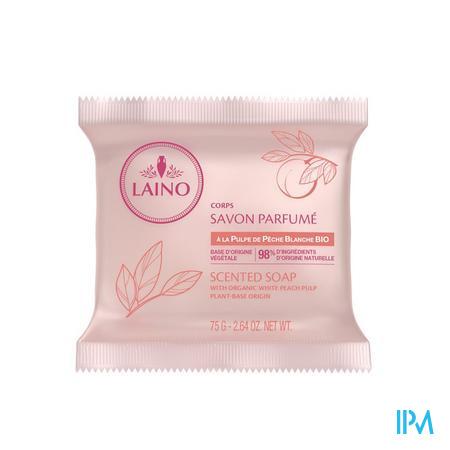 LAINO
CORPS
SAVON PARFUMÉ
À LA PULPE DE PÊCHE BLANCHE BIO
BASE D'ORIGINE
VÉGÉTALE
98% D'INGRÉDIENTS
D'ORIGINE NATURELLE
SCENTED SOAP
WITH ORGANIC WHITE PEACH PULP
PLANT-BASE ORIGIN
75 G - 2.64 OZ. NET WT.
IPM